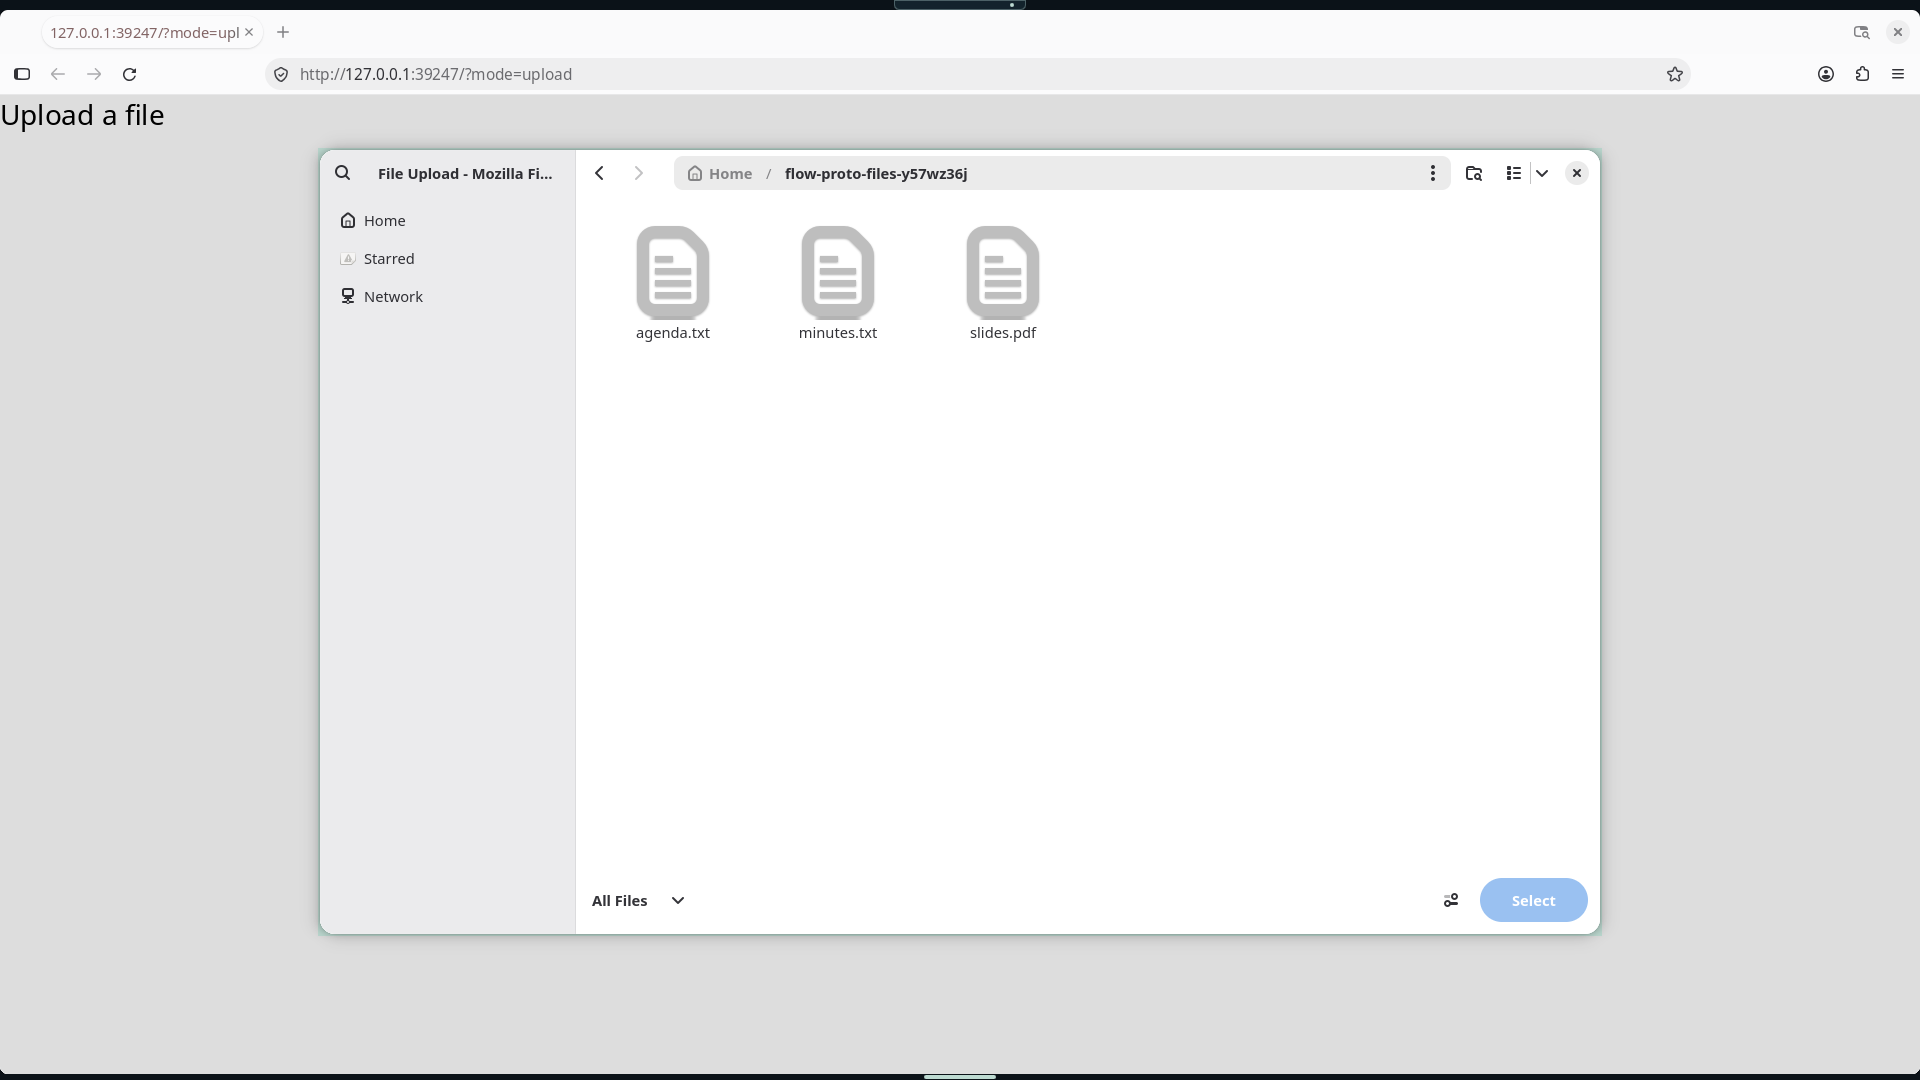 127.0.0.1:39247/?mode=upl
http://127.0.0.1:39247/?mode=upload
Upload a file
File Upload - Mozilla Fi...
Home / flow-proto-files-y57wz36j
Home
Starred
Network
agenda.txt
minutes.txt
slides.pdf
All Files
Select